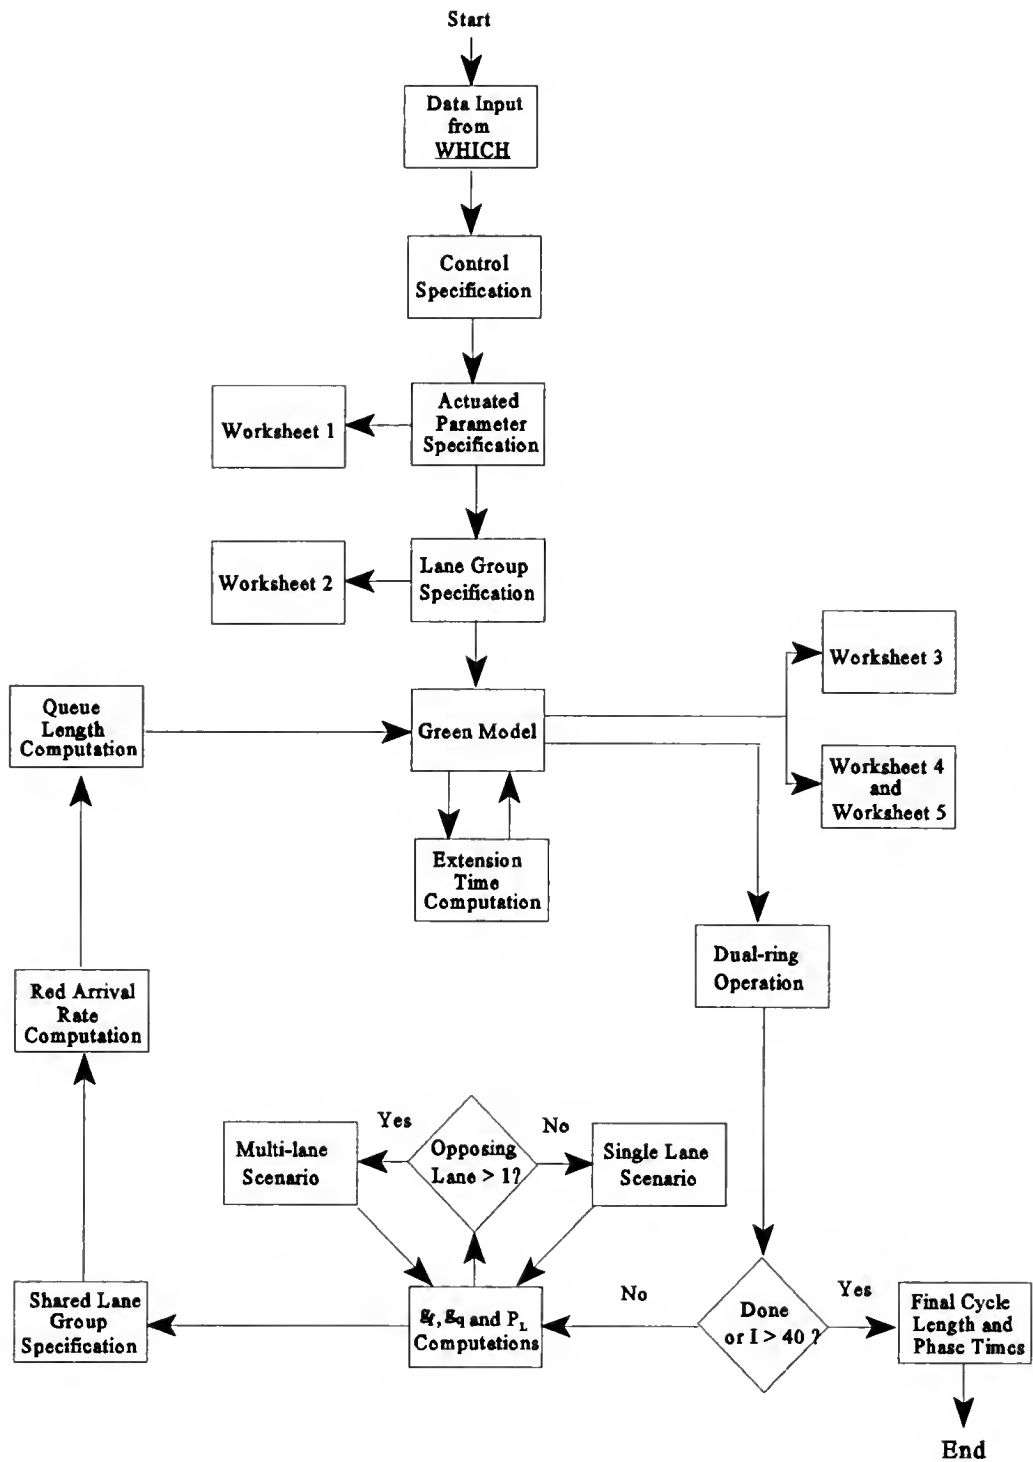 Start
Data Input
from
WHICH
Control
Specification
Actuated
Parameter
Specification
Worksheet 1
Lane Group
Specification
Worksheet 2
Worksheet 3
Queue
Length
Computation
Green Model
Worksheet 4
and
Worksheet 5
Extension
Time
Computation
Dual-ring
Operation
Red Arrival
Rate
Computation
Yes
No
Multi-lane
Scenario
Opposing
Lane > 1?
Single Lane
Scenario
Shared Lane
Group
Specification
gf, gq and PL
Computations
No
Done
or I > 40 ?
Yes
Final Cycle
Length and
Phase Times
End